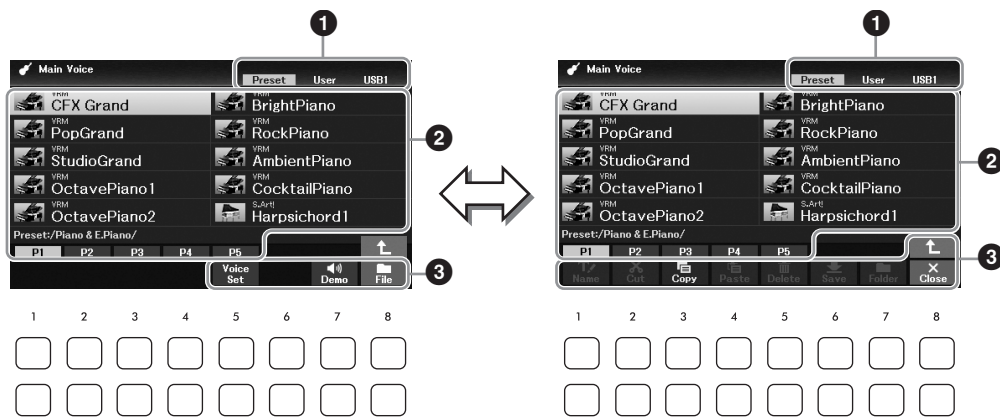 1
Main Voice
Preset User USB1
VRM CFX Grand VRM BrightPiano
VRM PopGrand VRM RockPiano
VRM StudioGrand VRM AmbientPiano
VRM OctavePiano1 VRM CocktailPiano
VRM OctavePiano2 S.Art! Harpsichord1
Preset:/Piano & E.Piano/
P1 P2 P3 P4 P5
Voice Set Demo File
2
3
1 2 3 4 5 6 7 8
1
Main Voice
Preset User USB1
VRM CFX Grand VRM BrightPiano
VRM PopGrand VRM RockPiano
VRM StudioGrand VRM AmbientPiano
VRM OctavePiano1 VRM CocktailPiano
VRM OctavePiano2 S.Art! Harpsichord1
Preset:/Piano & E.Piano/
P1 P2 P3 P4 P5
Name Cut Copy Paste Delete Save Folder Close
2
3
1 2 3 4 5 6 7 8